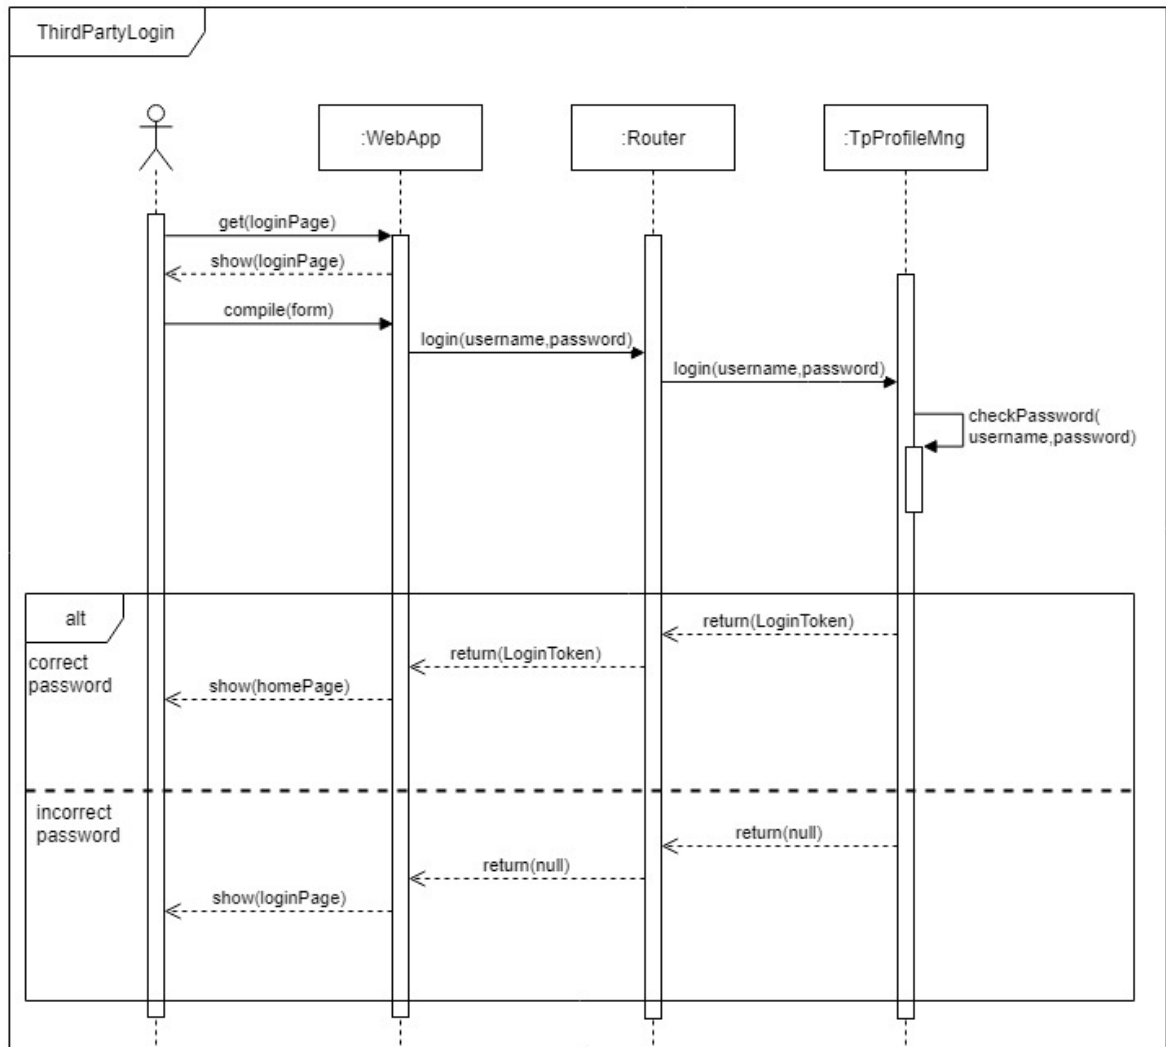 ThirdPartyLogin
:WebApp
:Router
:TpProfileMng
get(loginPage)
show(loginPage)
compile(form)
login(username,password)
login(username,password)
checkPassword(
username,password)
alt
return(LoginToken)
correct
password
return(LoginToken)
show(homePage)
incorrect
password
return(null)
return(null)
show(loginPage)